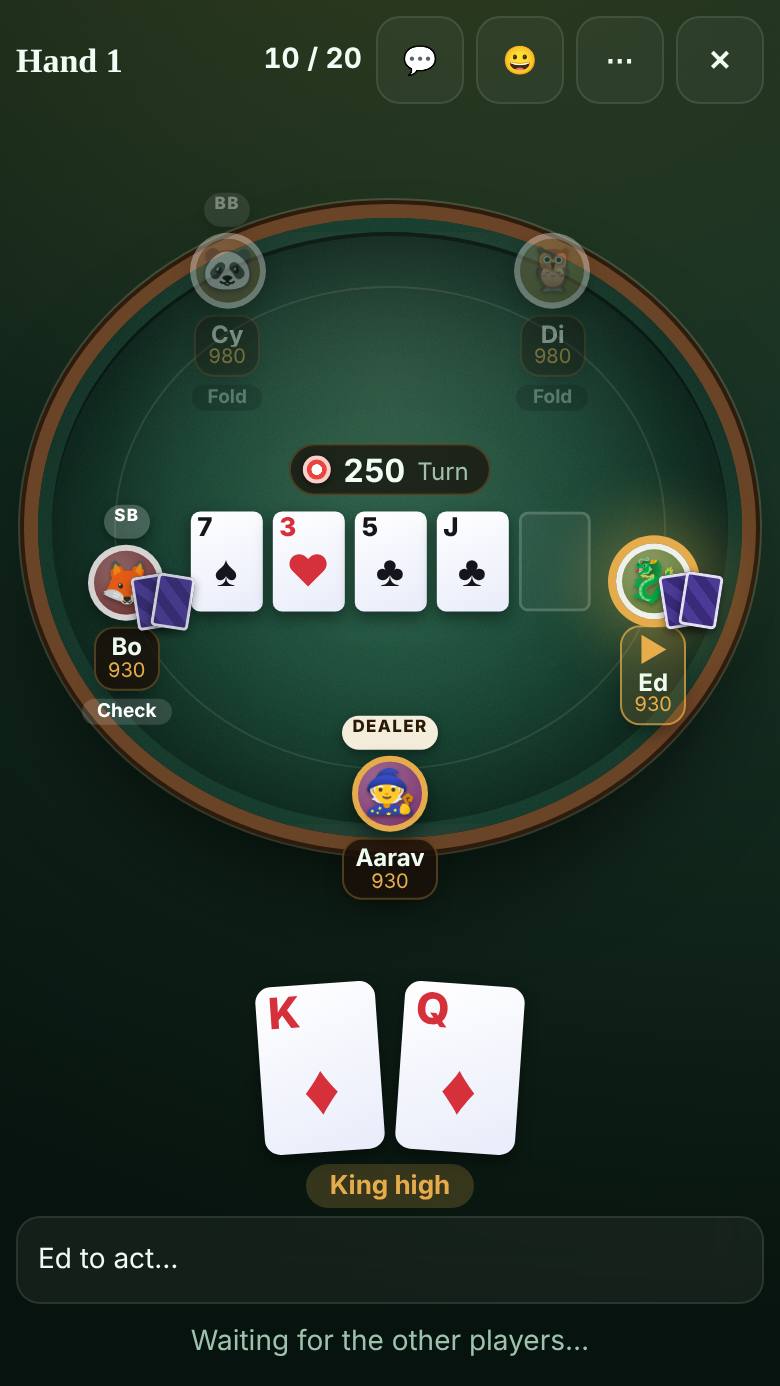 Hand 1
10 / 20
BB
Cy
980
Fold
Di
980
Fold
250 Turn
SB
7
3
5
J
Bo
930
Check
Ed
930
DEALER
Aarav
930
K
Q
King high
Ed to act...
Waiting for the other players...